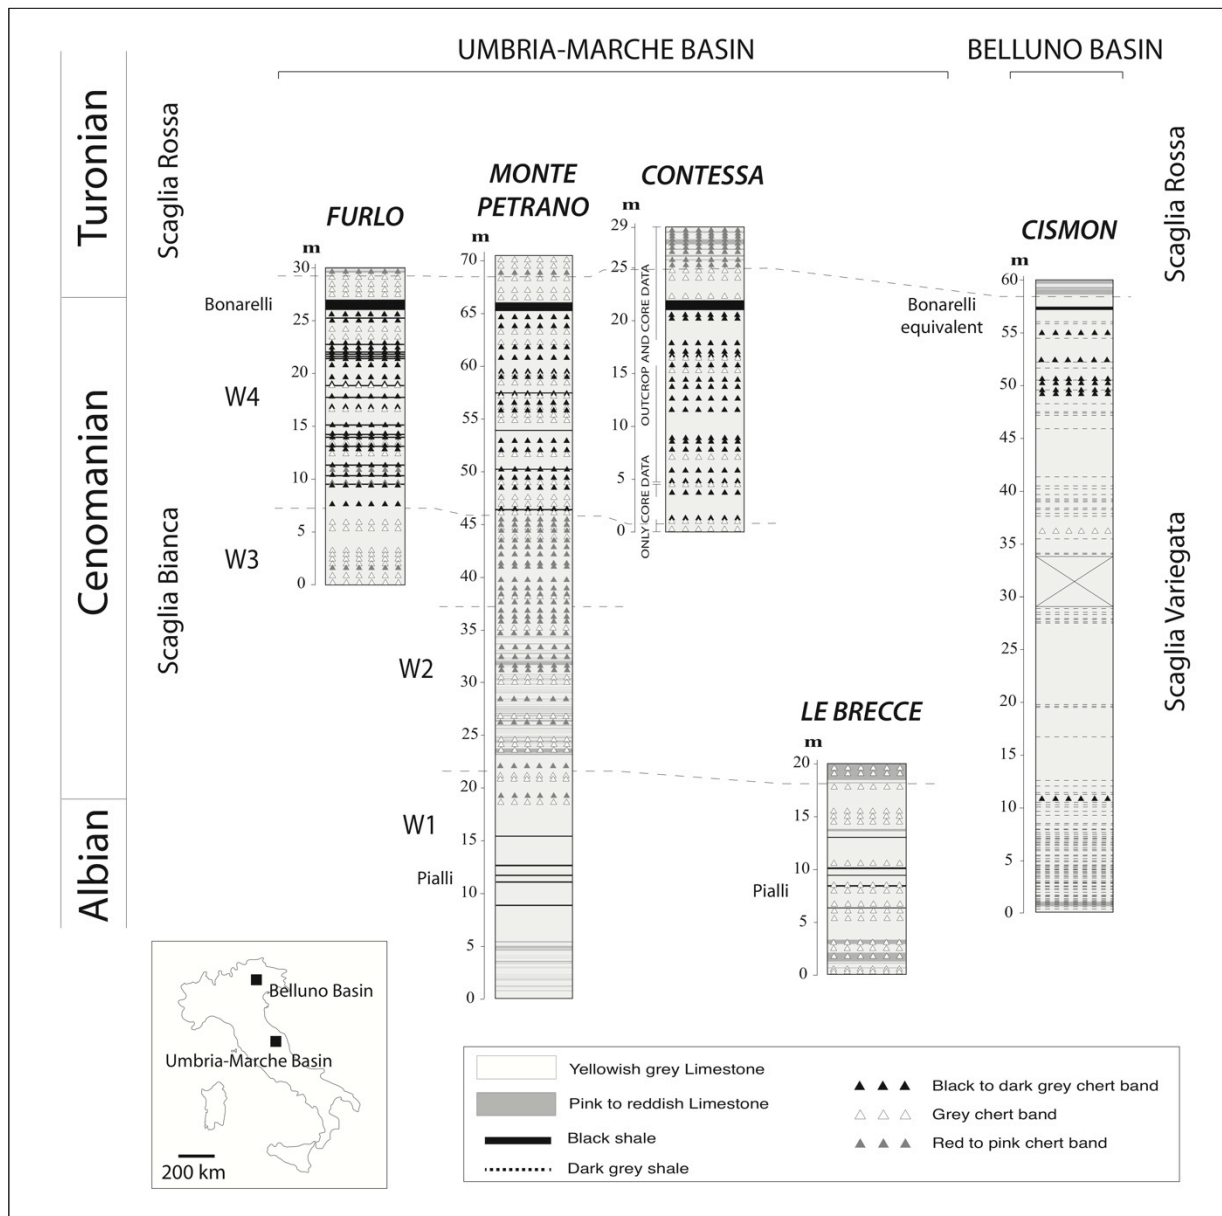 UMBRIA-MARCHE BASIN
BELLUNO BASIN
Turonian
Cenomanian
Albian
Scaglia Rossa
Scaglia Bianca
Bonarelli
W4
W3
W2
W1
Pialli
FURLO
m
30
25
20
15
10
5
0
MONTE
PETRANO
m
70
65
60
55
50
45
40
35
30
25
20
15
10
5
0
CONTESSA
m
29
25
20
15
10
5
0
OUTCROP AND CORE DATA
ONLY CORE DATA
LE BRECCE
m
20
15
10
5
0
Pialli
CISMON
m
60
55
50
45
40
35
30
25
20
15
10
5
0
Bonarelli
equivalent
Scaglia Rossa
Scaglia Variegata
Belluno Basin
Umbria-Marche Basin
200 km
Yellowish grey Limestone
Pink to reddish Limestone
Black shale
Dark grey shale
Black to dark grey chert band
Grey chert band
Red to pink chert band